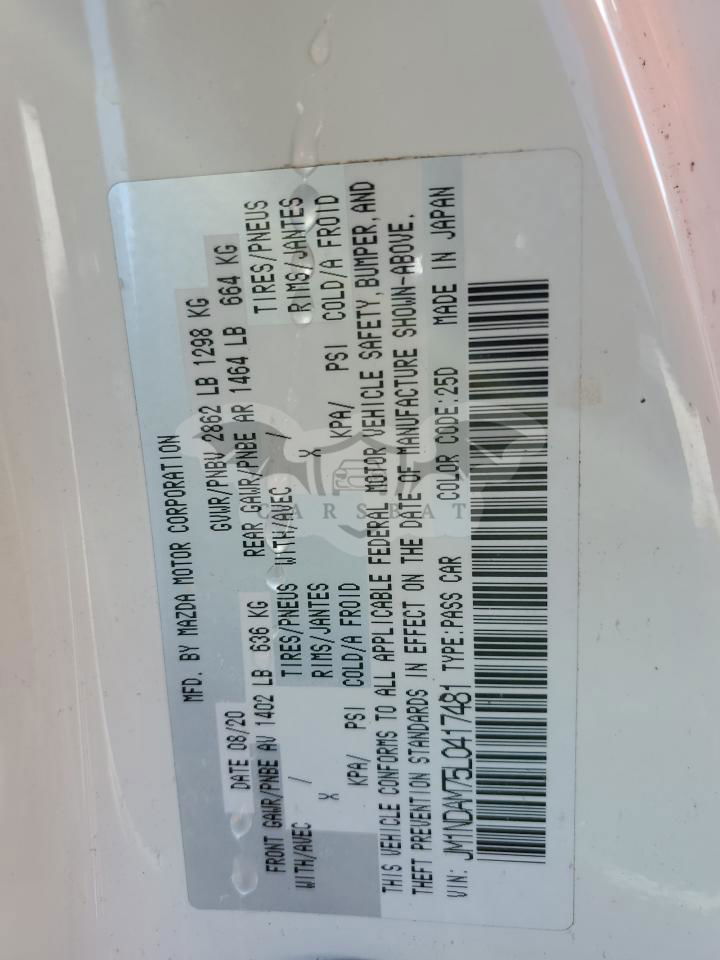 MFD. BY MAZDA MOTOR CORPORATION
DATE 08/20 GVWR/PNBV 2862 LB 1298 KG
FRONT GAWR/PNBE AV 1402 LB 636 KG REAR GAWR/PNBE AR 1464 LB 664 KG
WITH/AVEC / TIRES/PNEUS WITH/AVEC / TIRES/PNEUS
X RIMS/JANTES X RIMS/JANTES
KPA/ PSI COLD/A FROID KPA/ PSI COLD/A FROID
THIS VEHICLE CONFORMS TO ALL APPLICABLE FEDERAL MOTOR VEHICLE SAFETY, BUMPER, AND
THEFT PREVENTION STANDARDS IN EFFECT ON THE DATE OF MANUFACTURE SHOWN ABOVE.
VIN: JM1NDAM75L0417481 TYPE:PASS CAR COLOR CODE:25D MADE IN JAPAN
CARSBAT